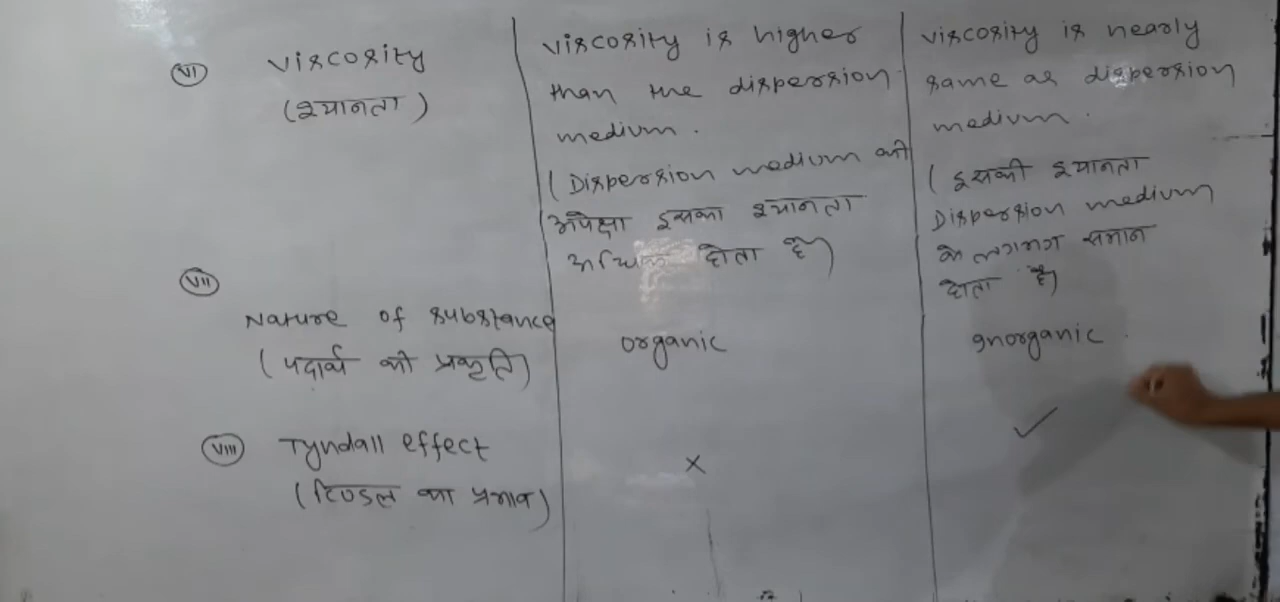 VI
Viscosity
(श्यानता)
Viscosity is higher
than the dispersion
medium.
(Dispersion medium की
अपेक्षा इसका श्यानता
अधिक होता है)
Viscosity is nearly
same as dispersion
medium.
(इसकी श्यानता
Dispersion medium
के लगभग समान
होता है)
VII
Nature of substance
(पदार्थ की प्रकृति)
organic
Inorganic
VIII
Tyndall effect
(टिण्डल का प्रभाव)
×
✓